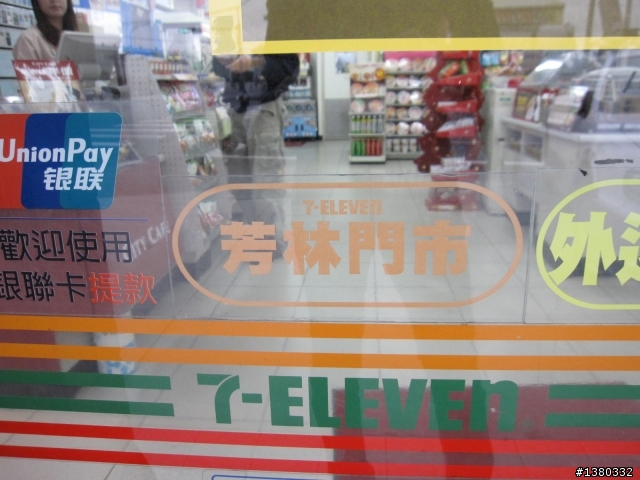 UnionPay
银联
歡迎使用
銀聯卡提款
7-ELEVEn
芳林門市
外送
7-ELEVEn
#1380332